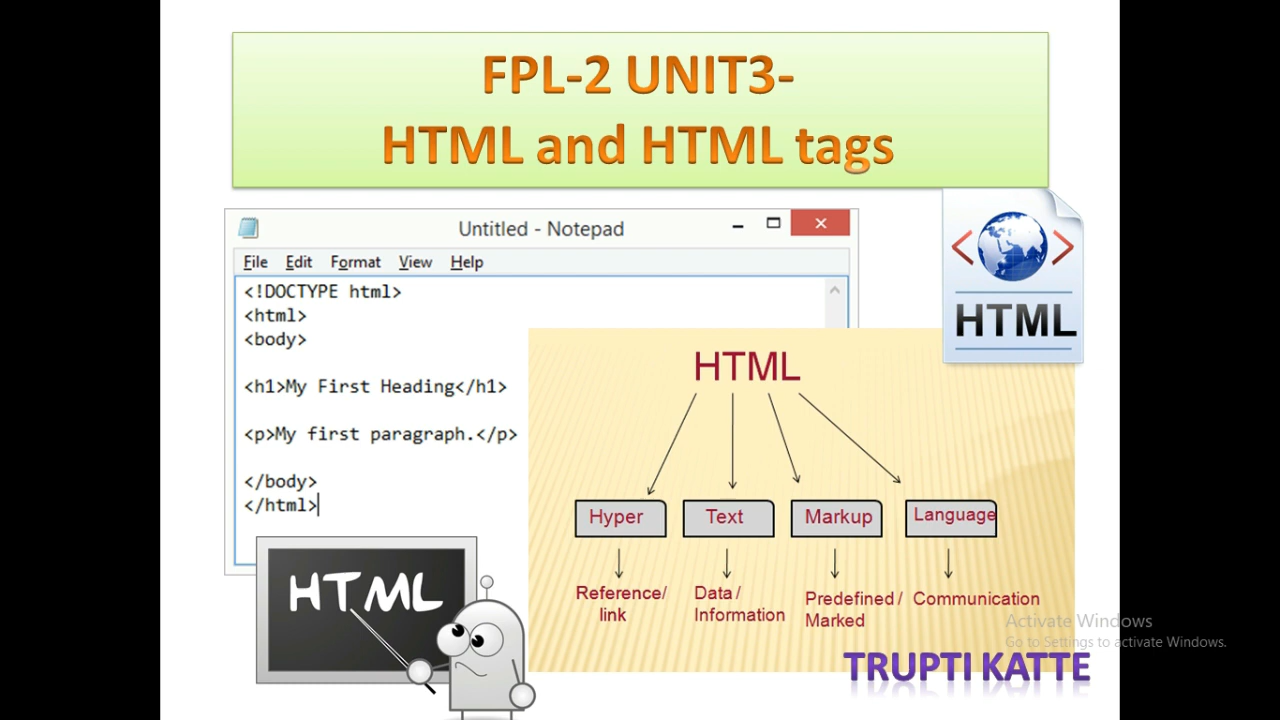 FPL-2 UNIT3-
HTML and HTML tags
Untitled - Notepad
File Edit Format View Help
<!DOCTYPE html>
<html>
<body>
<h1>My First Heading</h1>
<p>My first paragraph.</p>
</body>
</html>
< >
HTML
HTML
Hyper Text Markup Language
Reference/ Data / Predefined / Communication
link Information Marked
HTML
Activate Windows
Go to Settings to activate Windows.
TRUPTI KATTE